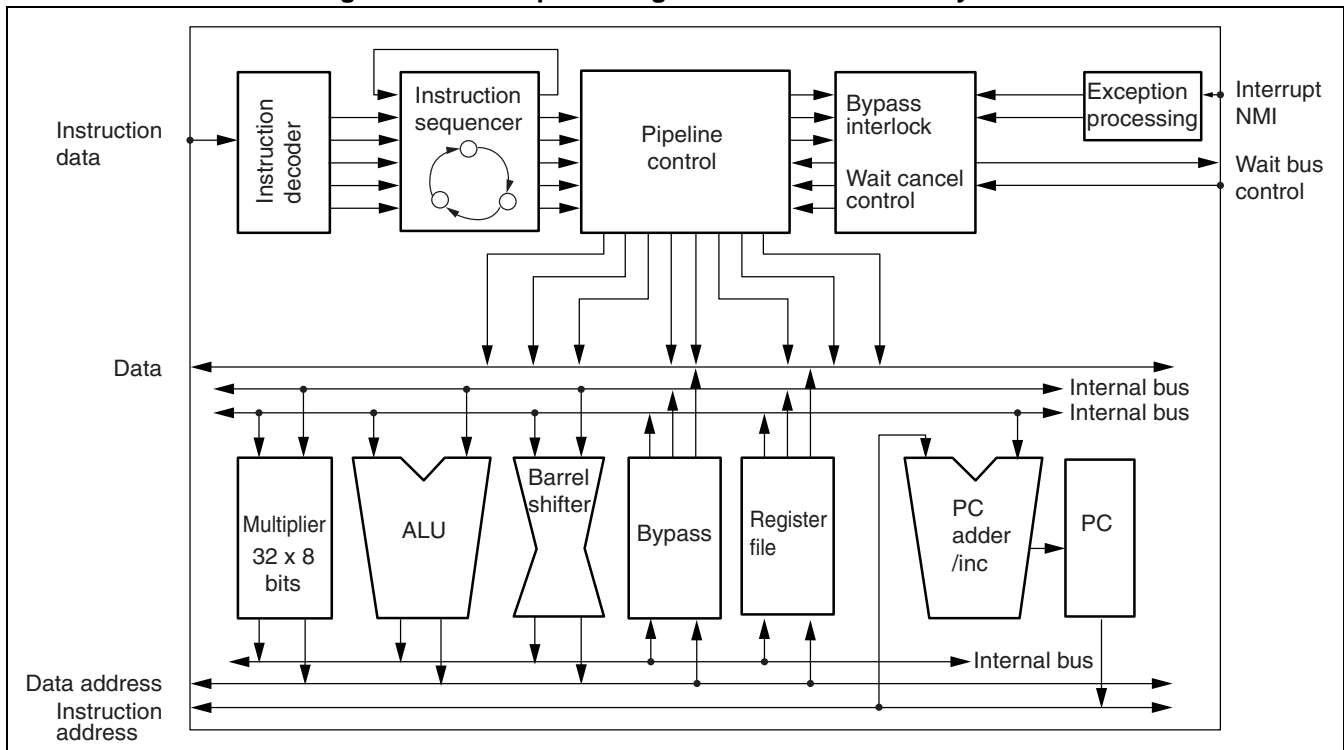 Instruction
data
Instruction
decoder
Instruction
sequencer
Pipeline
control
Bypass
interlock
Wait cancel
control
Exception
processing
Interrupt
NMI
Wait bus
control
Data
Internal bus
Internal bus
Multiplier
32 x 8
bits
ALU
Barrel
shifter
Bypass
Register
file
PC
adder
/inc
PC
Internal bus
Data address
Instruction
address